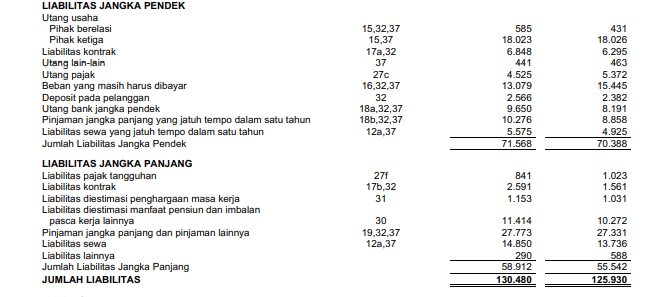 LIABILITAS JANGKA PENDEK
Utang usaha
Pihak berelasi 15,32,37 585 431
Pihak ketiga 15,37 18.023 18.026
Liabilitas kontrak 17a,32 6.848 6.295
Utang lain-lain 37 441 463
Utang pajak 27c 4.525 5.372
Beban yang masih harus dibayar 16,32,37 13.079 15.445
Deposit pada pelanggan 32 2.566 2.382
Utang bank jangka pendek 18a,32,37 9.650 8.191
Pinjaman jangka panjang yang jatuh tempo dalam satu tahun 18b,32,37 10.276 8.858
Liabilitas sewa yang jatuh tempo dalam satu tahun 12a,37 5.575 4.925
Jumlah Liabilitas Jangka Pendek 71.568 70.388
LIABILITAS JANGKA PANJANG
Liabilitas pajak tangguhan 27f 841 1.023
Liabilitas kontrak 17b,32 2.591 1.561
Liabilitas diestimasi penghargaan masa kerja 31 1.153 1.031
Liabilitas diestimasi manfaat pensiun dan imbalan
pasca kerja lainnya 30 11.414 10.272
Pinjaman jangka panjang dan pinjaman lainnya 19,32,37 27.773 27.331
Liabilitas sewa 12a,37 14.850 13.736
Liabilitas lainnya 290 588
Jumlah Liabilitas Jangka Panjang 58.912 55.542
JUMLAH LIABILITAS 130.480 125.930